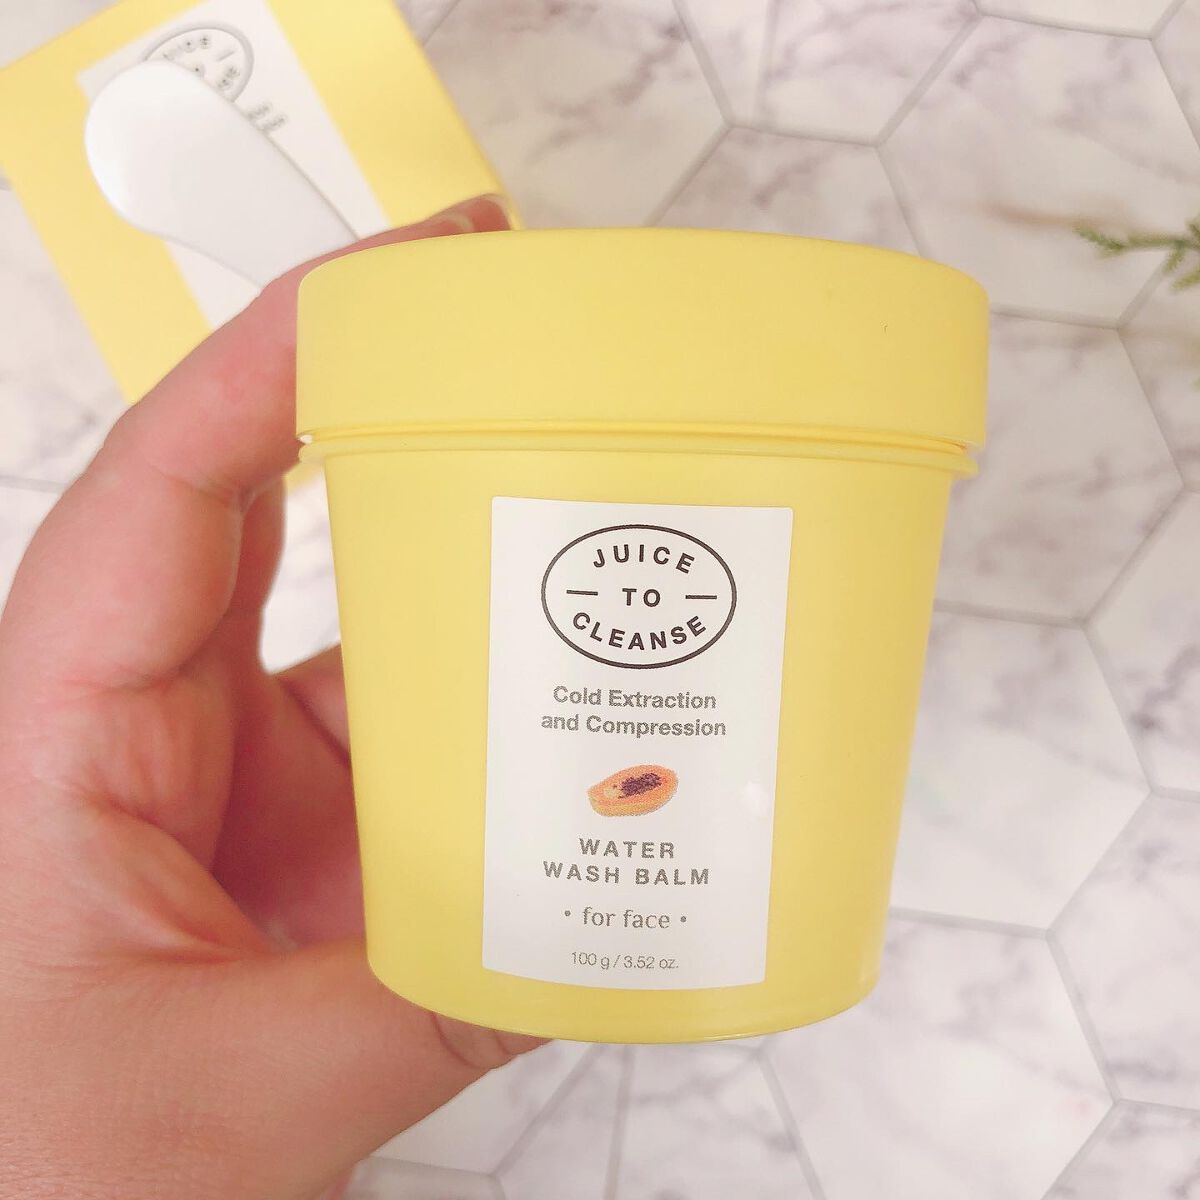 JUICE
TO
CLEANSE
Cold Extraction
and Compression
WATER
WASH BALM
• for face •
100 g / 3.52 oz.